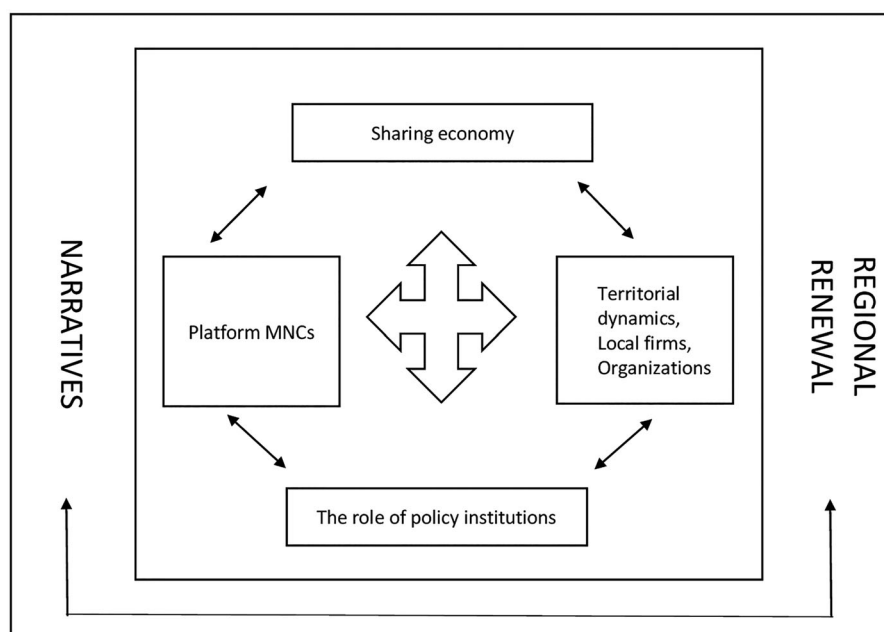 Sharing economy
NARRATIVES
Platform MNCs
Territorial
dynamics,
Local firms,
Organizations
REGIONAL
RENEWAL
The role of policy institutions